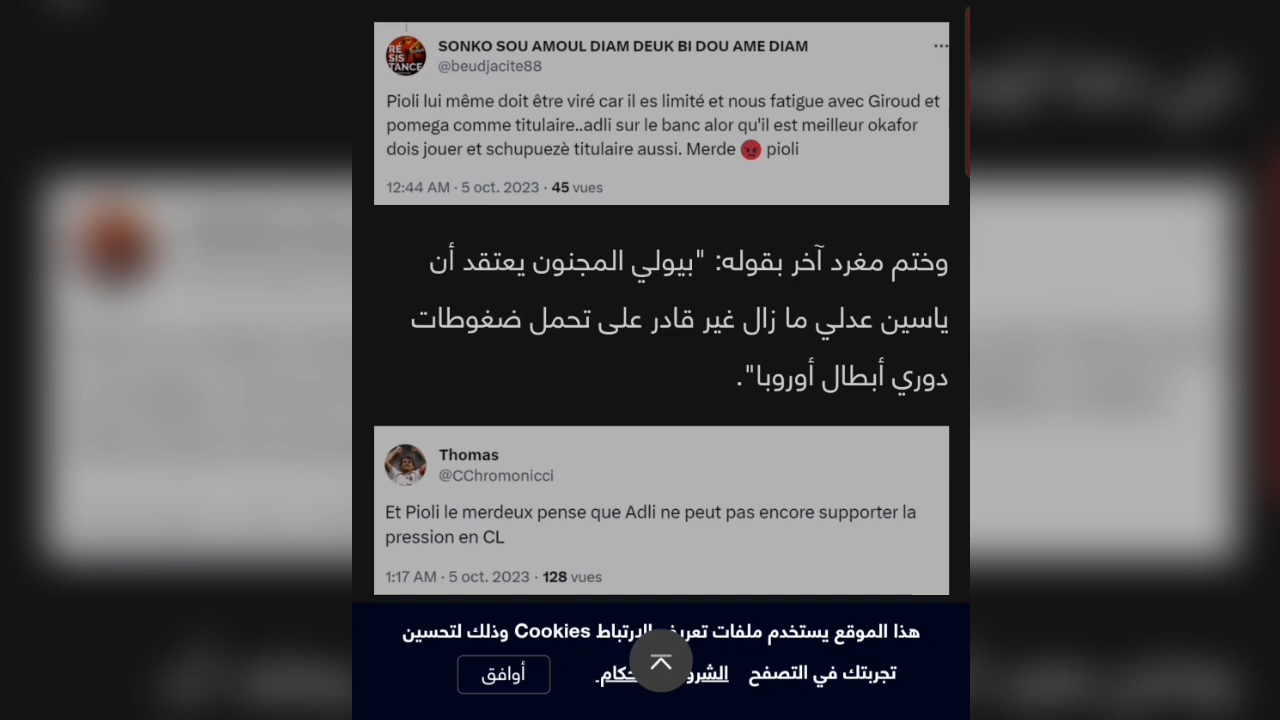 RÉ
SIS
TANCE
SONKO SOU AMOUL DIAM DEUK BI DOU AME DIAM
@beudjacite88
Pioli lui même doit être viré car il es limité et nous fatigue avec Giroud et
pomega comme titulaire..adli sur le banc alor qu'il est meilleur okafor
dois jouer et schupuezè titulaire aussi. Merde 😡 pioli
12:44 AM · 5 oct. 2023 · 45 vues
وختم مغرد آخر بقوله: "بيولي المجنون يعتقد أن
ياسين عدلي ما زال غير قادر على تحمل ضغوطات
دوري أبطال أوروبا".
Thomas
@CChromonicci
Et Pioli le merdeux pense que Adli ne peut pas encore supporter la
pression en CL
1:17 AM · 5 oct. 2023 · 128 vues
هذا الموقع يستخدم ملفات تعريف الارتباط Cookies وذلك لتحسين
تجربتك في التصفح
أوافق